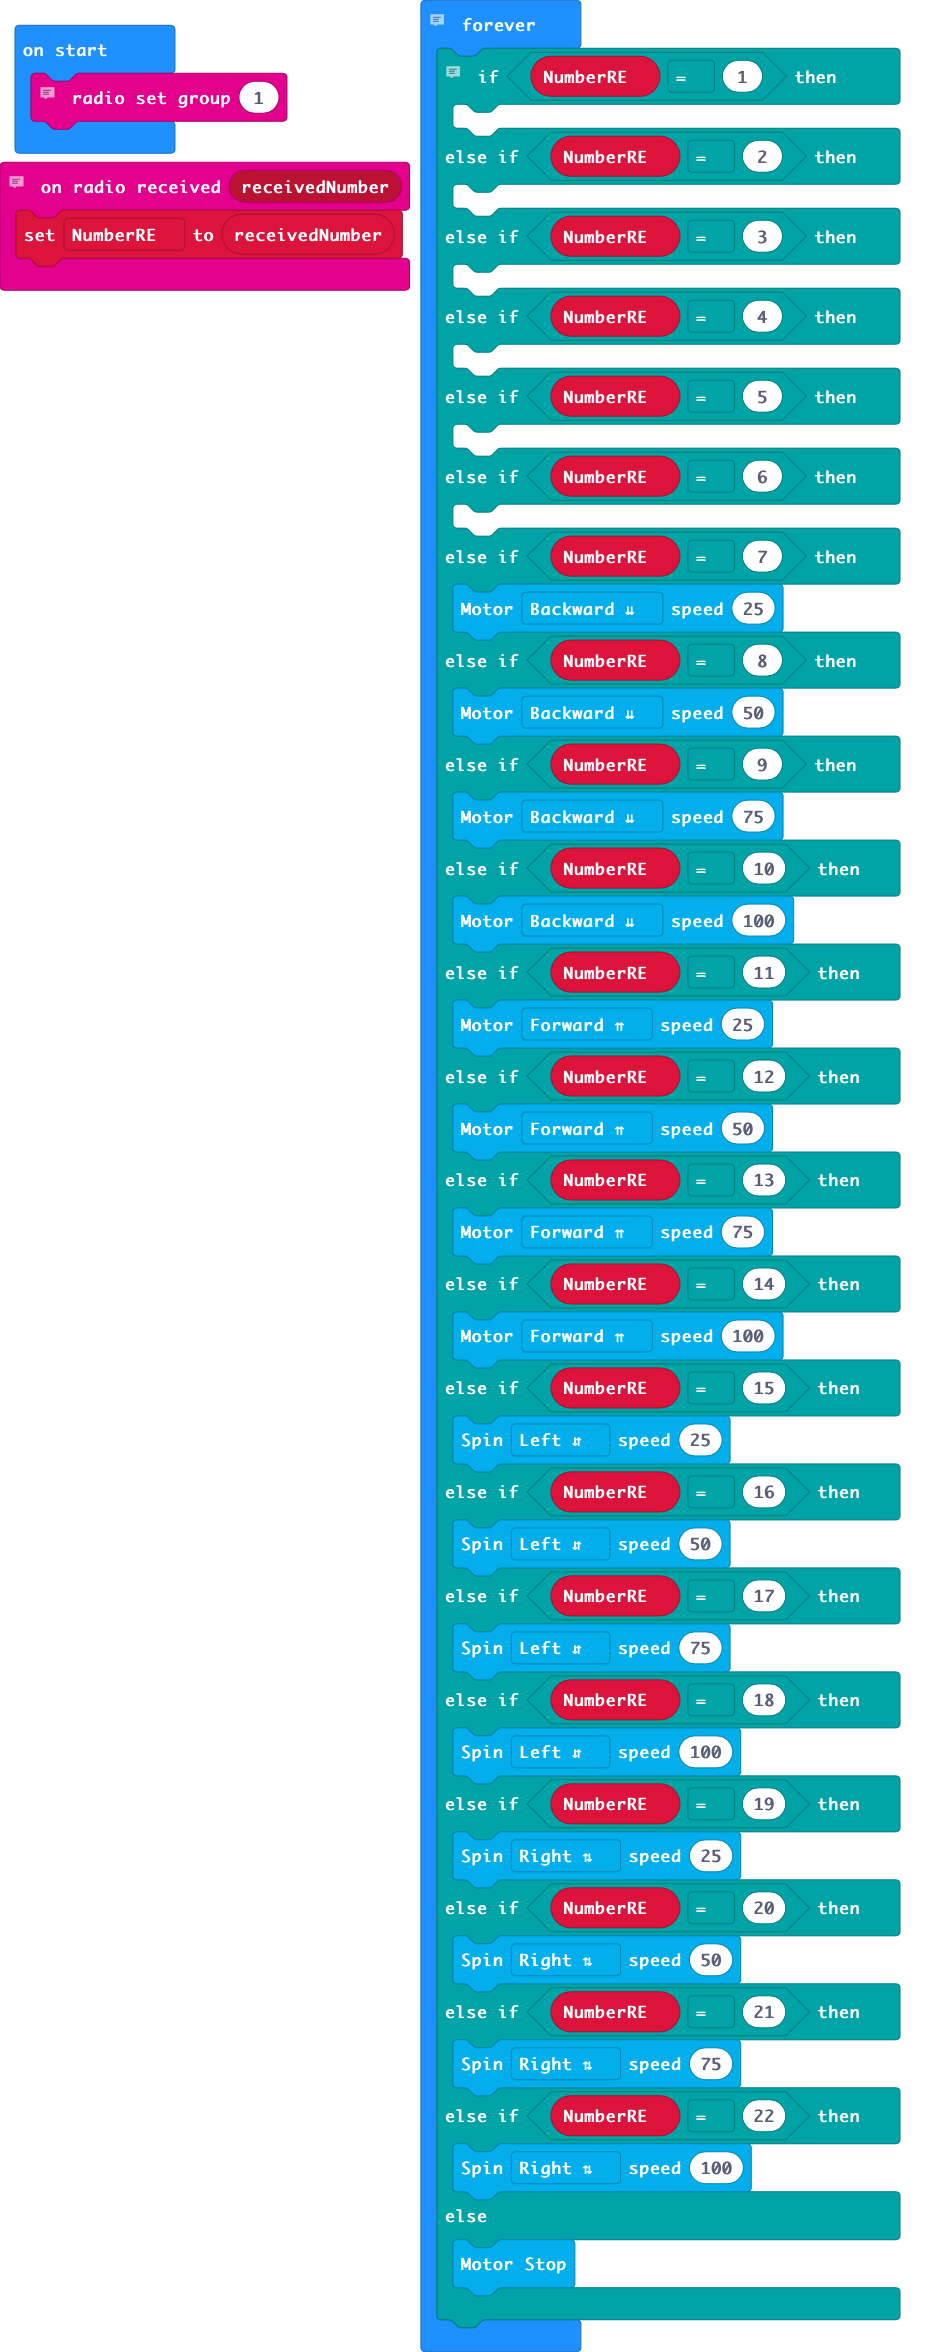 on start
radio set group 1
on radio received receivedNumber
set NumberRE to receivedNumber
forever
if NumberRE = 1 then
else if NumberRE = 2 then
else if NumberRE = 3 then
else if NumberRE = 4 then
else if NumberRE = 5 then
else if NumberRE = 6 then
else if NumberRE = 7 then
Motor Backward ⇊ speed 25
else if NumberRE = 8 then
Motor Backward ⇊ speed 50
else if NumberRE = 9 then
Motor Backward ⇊ speed 75
else if NumberRE = 10 then
Motor Backward ⇊ speed 100
else if NumberRE = 11 then
Motor Forward ⇈ speed 25
else if NumberRE = 12 then
Motor Forward ⇈ speed 50
else if NumberRE = 13 then
Motor Forward ⇈ speed 75
else if NumberRE = 14 then
Motor Forward ⇈ speed 100
else if NumberRE = 15 then
Spin Left ⇵ speed 25
else if NumberRE = 16 then
Spin Left ⇵ speed 50
else if NumberRE = 17 then
Spin Left ⇵ speed 75
else if NumberRE = 18 then
Spin Left ⇵ speed 100
else if NumberRE = 19 then
Spin Right ⇅ speed 25
else if NumberRE = 20 then
Spin Right ⇅ speed 50
else if NumberRE = 21 then
Spin Right ⇅ speed 75
else if NumberRE = 22 then
Spin Right ⇅ speed 100
else
Motor Stop